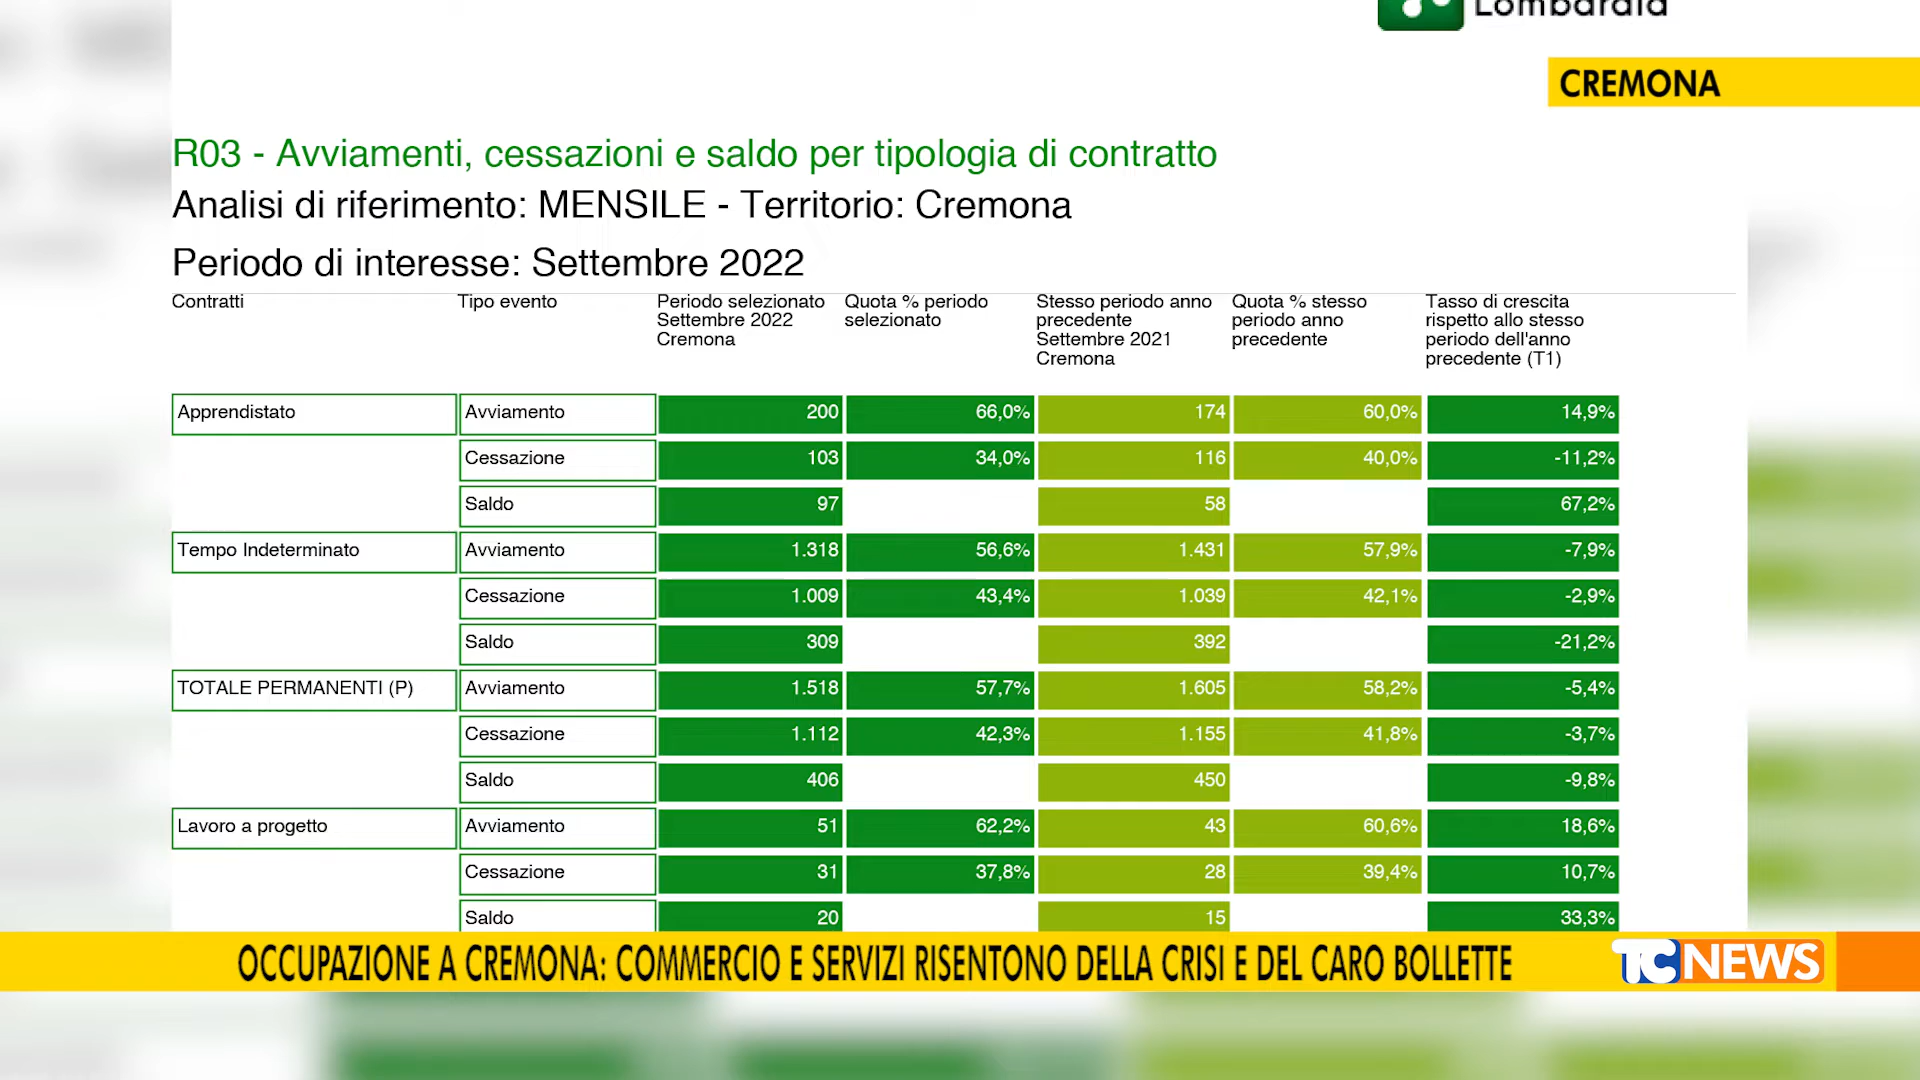 Lombardia
CREMONA
R03 - Avviamenti, cessazioni e saldo per tipologia di contratto
Analisi di riferimento: MENSILE - Territorio: Cremona
Periodo di interesse: Settembre 2022
Contratti Tipo evento Periodo selezionato Settembre 2022 Cremona Quota % periodo selezionato Stesso periodo anno precedente Settembre 2021 Cremona Quota % stesso periodo anno precedente Tasso di crescita rispetto allo stesso periodo dell'anno precedente (T1)
Apprendistato Avviamento 200 66,0% 174 60,0% 14,9%
Cessazione 103 34,0% 116 40,0% -11,2%
Saldo 97 58 67,2%
Tempo Indeterminato Avviamento 1.318 56,6% 1.431 57,9% -7,9%
Cessazione 1.009 43,4% 1.039 42,1% -2,9%
Saldo 309 392 -21,2%
TOTALE PERMANENTI (P) Avviamento 1.518 57,7% 1.605 58,2% -5,4%
Cessazione 1.112 42,3% 1.155 41,8% -3,7%
Saldo 406 450 -9,8%
Lavoro a progetto Avviamento 51 62,2% 43 60,6% 18,6%
Cessazione 31 37,8% 28 39,4% 10,7%
Saldo 20 15 33,3%
OCCUPAZIONE A CREMONA: COMMERCIO E SERVIZI RISENTONO DELLA CRISI E DEL CARO BOLLETTE
TC NEWS